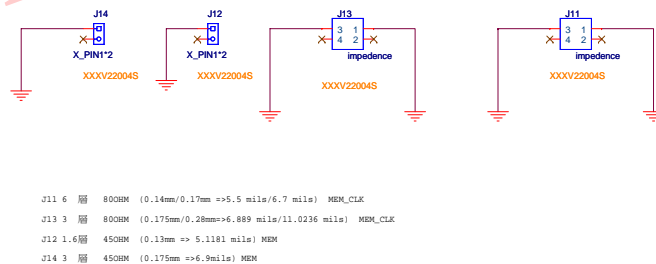 J14
J12
J13
J11
3 1
4 2
3 1
4 2
X_PIN1*2
X_PIN1*2
impedence
impedence
XXXV22004S
XXXV22004S
XXXV22004S
XXXV22004S
J11 6 層 80OHM (0.14mm/0.17mm =>5.5 mils/6.7 mils) MEM_CLK
J13 3 層 80OHM (0.175mm/0.28mm=>6.889 mils/11.0236 mils) MEM_CLK
J12 1.6層 45OHM (0.13mm => 5.1181 mils) MEM
J14 3 層 45OHM (0.175mm =>6.9mils) MEM